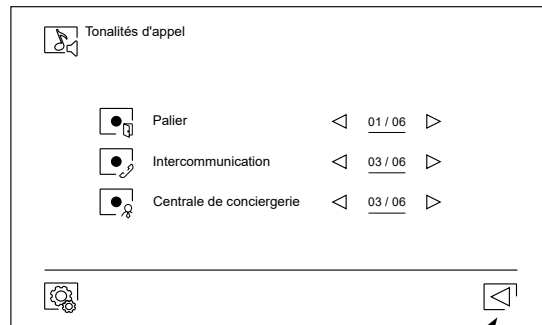 Tonalités d'appel
Palier 01 / 06
Intercommunication 03 / 06
Centrale de conciergerie 03 / 06